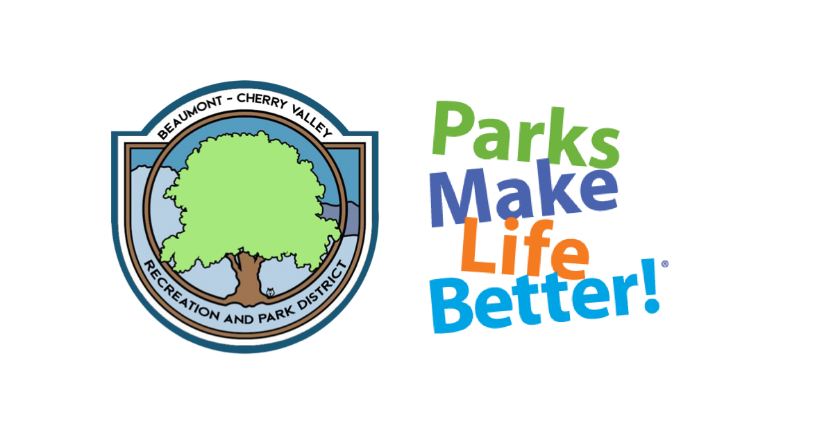 BEAUMONT - CHERRY VALLEY
RECREATION AND PARK DISTRICT
Parks
Make
Life
Better!®